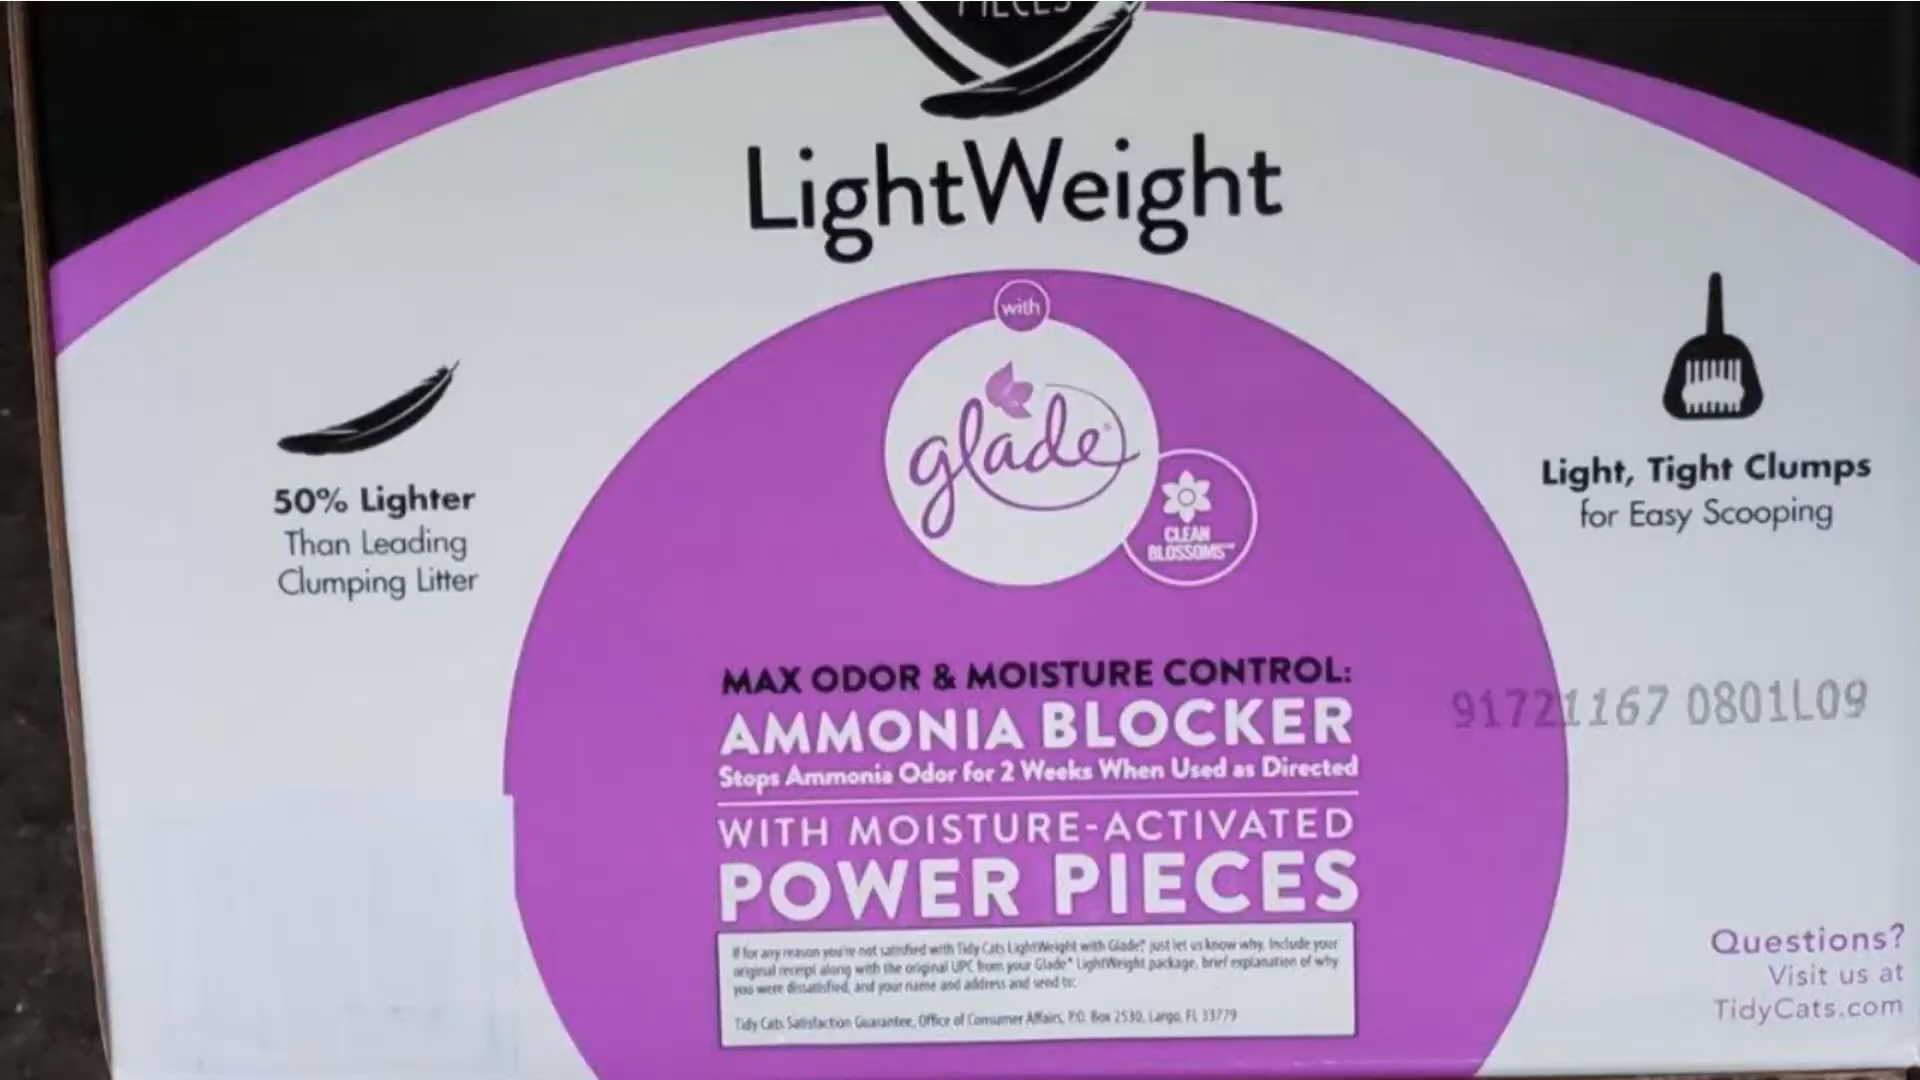 PIECES
LightWeight
with
glade®
CLEAN
BLOSSOMS™
50% Lighter
Than Leading
Clumping Litter
Light, Tight Clumps
for Easy Scooping
MAX ODOR & MOISTURE CONTROL:
AMMONIA BLOCKER
Stops Ammonia Odor for 2 Weeks When Used as Directed
91721167 0801L09
WITH MOISTURE-ACTIVATED
POWER PIECES
If for any reason you're not satisfied with Tidy Cats LightWeight with Glade® just let us know why. Include your
original receipt along with the original UPC from your Glade® LightWeight package, brief explanation of why
you were dissatisfied, and your name and address and send to:
Tidy Cats Satisfaction Guarantee, Office of Consumer Affairs, P.O. Box 2530, Largo, FL 33779
Questions?
Visit us at
TidyCats.com